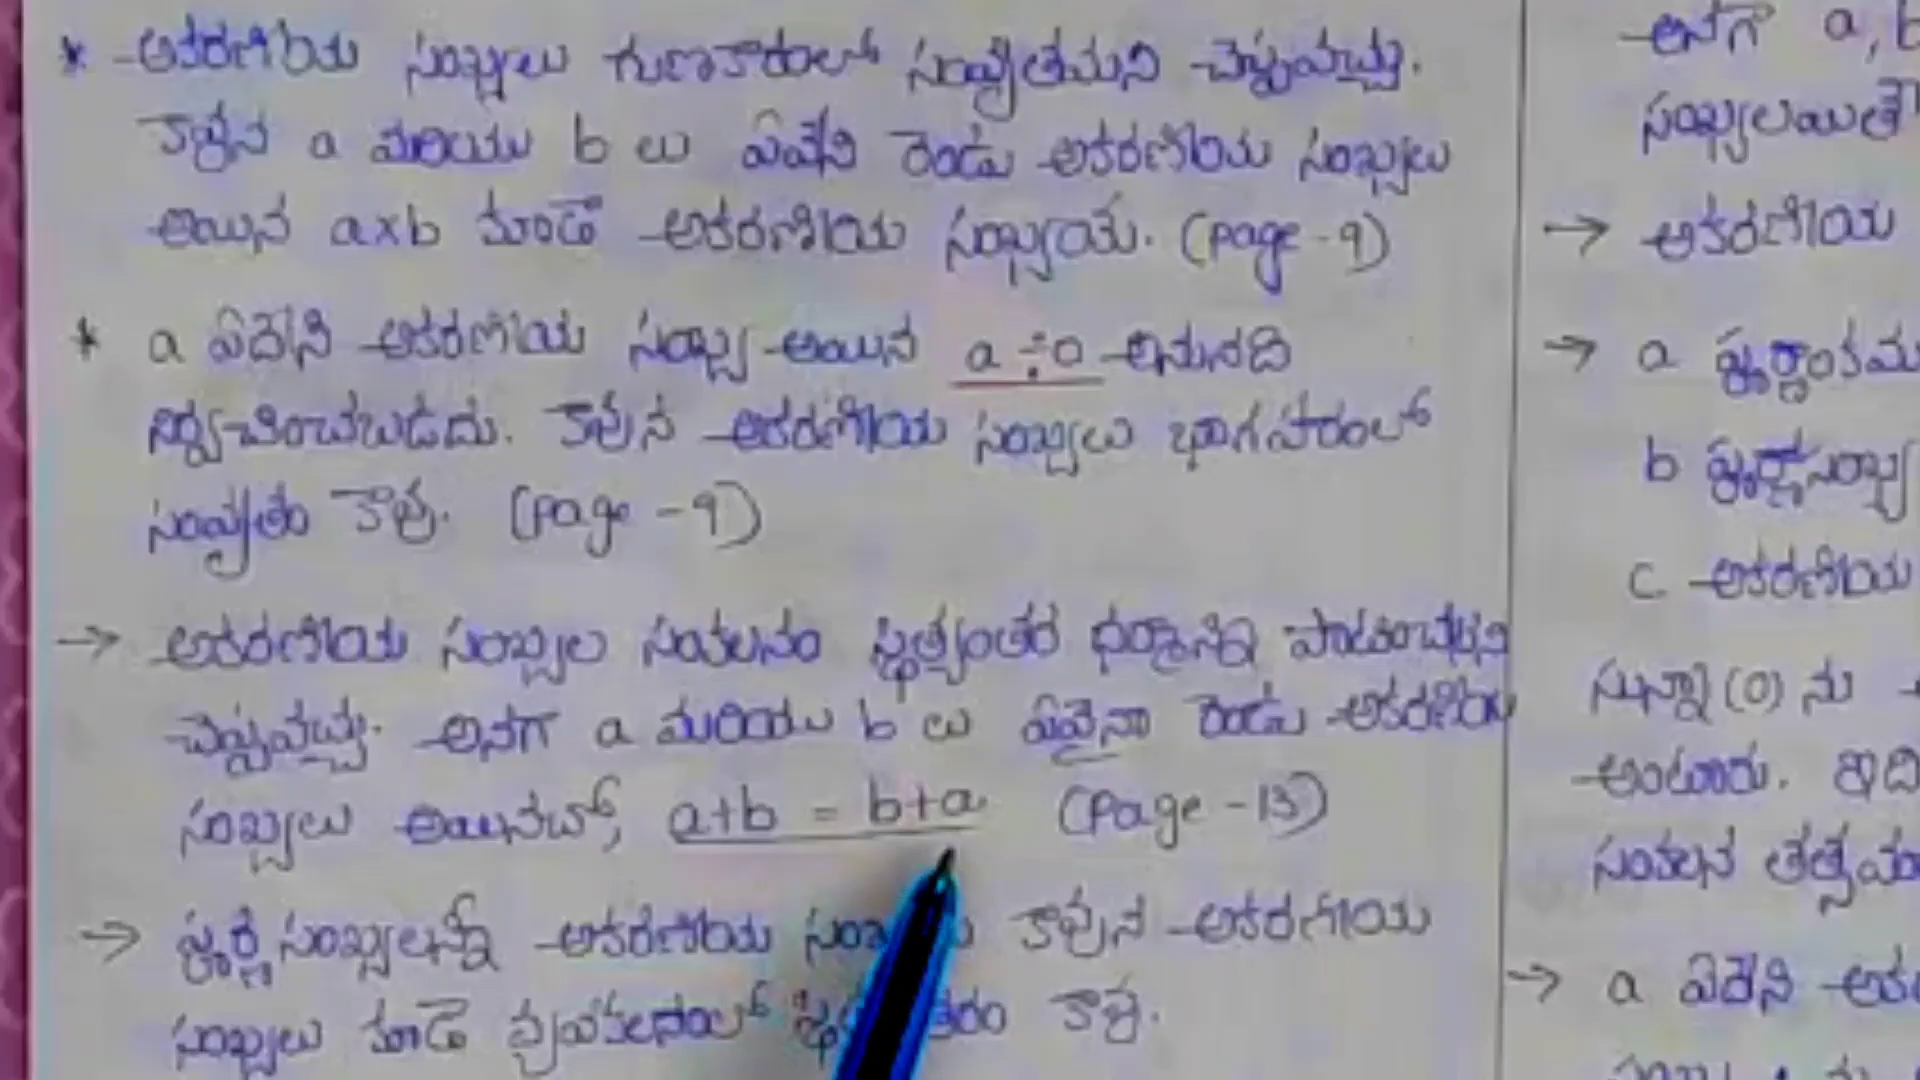 * అకరణీయ సంఖ్యలు గుణకారంలో సంవృతమని చెప్పవచ్చు.
కావున a మరియు b లు ఏవేని రెండు అకరణీయ సంఖ్యలు
అయిన a×b కూడా అకరణీయ సంఖ్యయే. (page-9)
* a ఏదేని అకరణీయ సంఖ్య అయిన a÷0 అనునది
నిర్వచించబడదు. కావున అకరణీయ సంఖ్యలు భాగహారంలో
సంవృతం కావు. (page-9)
→ అకరణీయ సంఖ్యల సంకలనం స్థిత్యంతర ధర్మాన్ని పాటించునని
చెప్పవచ్చు. అనగా a మరియు b లు ఏవైనా రెండు అకరణీయ
సంఖ్యలు అయినచో, a+b = b+a (page-13)
→ పూర్ణసంఖ్యలన్నీ అకరణీయ కావున అకరణీయ
సంఖ్యలు కూడా వ్యవకలనంలో కావు.
అనగా a, b
సంఖ్యలయితే
→ అకరణీయ
→ a పూర్ణాంకము
b పూర్ణసంఖ్య
c అకరణీయ
సున్నా (0) ను
అంటారు. ఇది
సంకలన తత్సమ
→ a ఏదేని